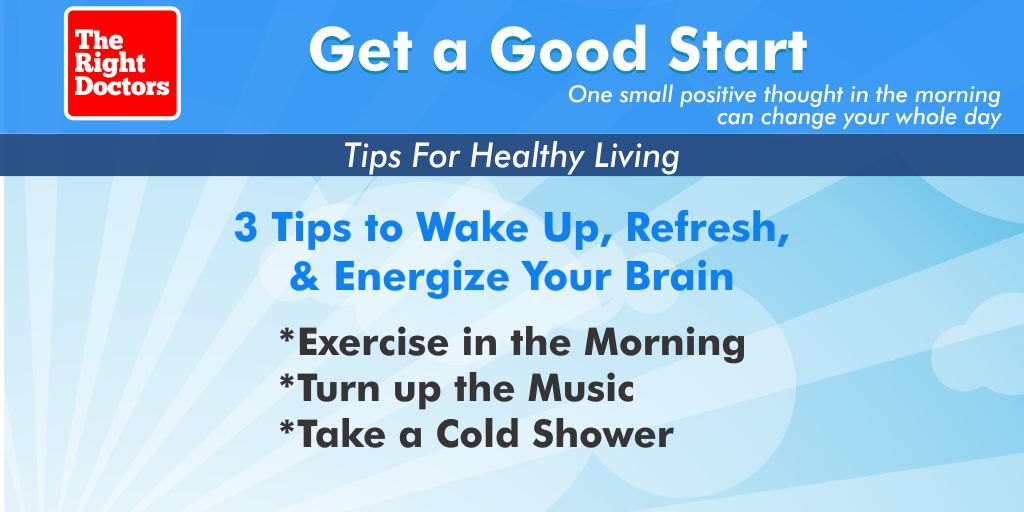 The
Right
Doctors
Get a Good Start
One small positive thought in the morning
can change your whole day
Tips For Healthy Living
3 Tips to Wake Up, Refresh,
& Energize Your Brain
*Exercise in the Morning
*Turn up the Music
*Take a Cold Shower